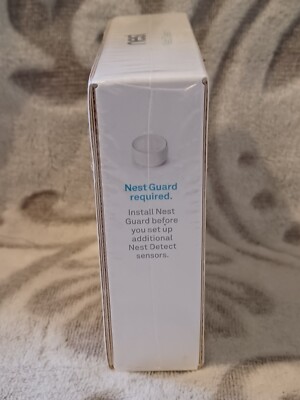 Nest Guard
required.
Install Nest
Guard before
you set up
additional
Nest Detect
sensors.